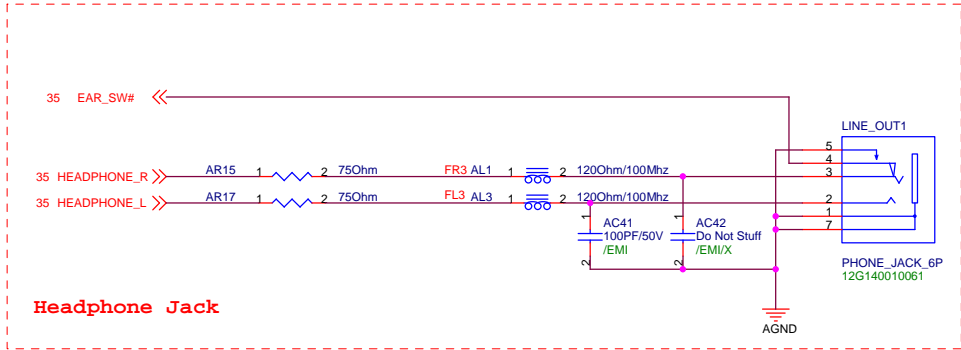 35 EAR_SW#
LINE_OUT1
5
4
35 HEADPHONE_R AR15 1 2 75Ohm FR3 AL1 1 2 120Ohm/100Mhz 3
35 HEADPHONE_L AR17 1 2 75Ohm FL3 AL3 1 2 120Ohm/100Mhz 2
1
7
1 AC41 1 AC42
100PF/50V Do Not Stuff
/EMI /EMI/X
2 2
PHONE_JACK_6P
12G140010061
Headphone Jack
AGND